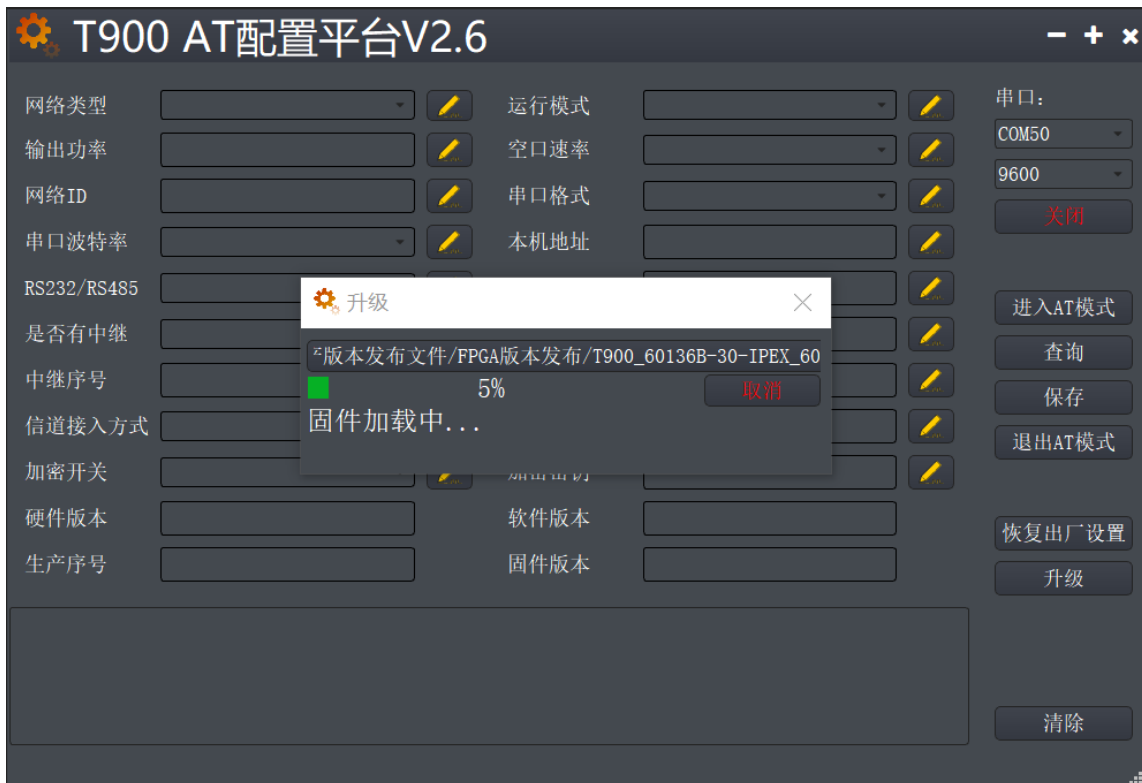 T900 AT配置平台V2.6
网络类型
运行模式
串口：
输出功率
空口速率
COM50
网络ID
串口格式
9600
串口波特率
本机地址
关闭
RS232/RS485
升级
进入AT模式
是否有中继
版本发布文件/FPGA版本发布/T900_60136B-30-IPEX_60
查询
中继序号
5%
取消
保存
信道接入方式
固件加载中...
退出AT模式
加密开关
硬件版本
软件版本
恢复出厂设置
生产序号
固件版本
升级
清除